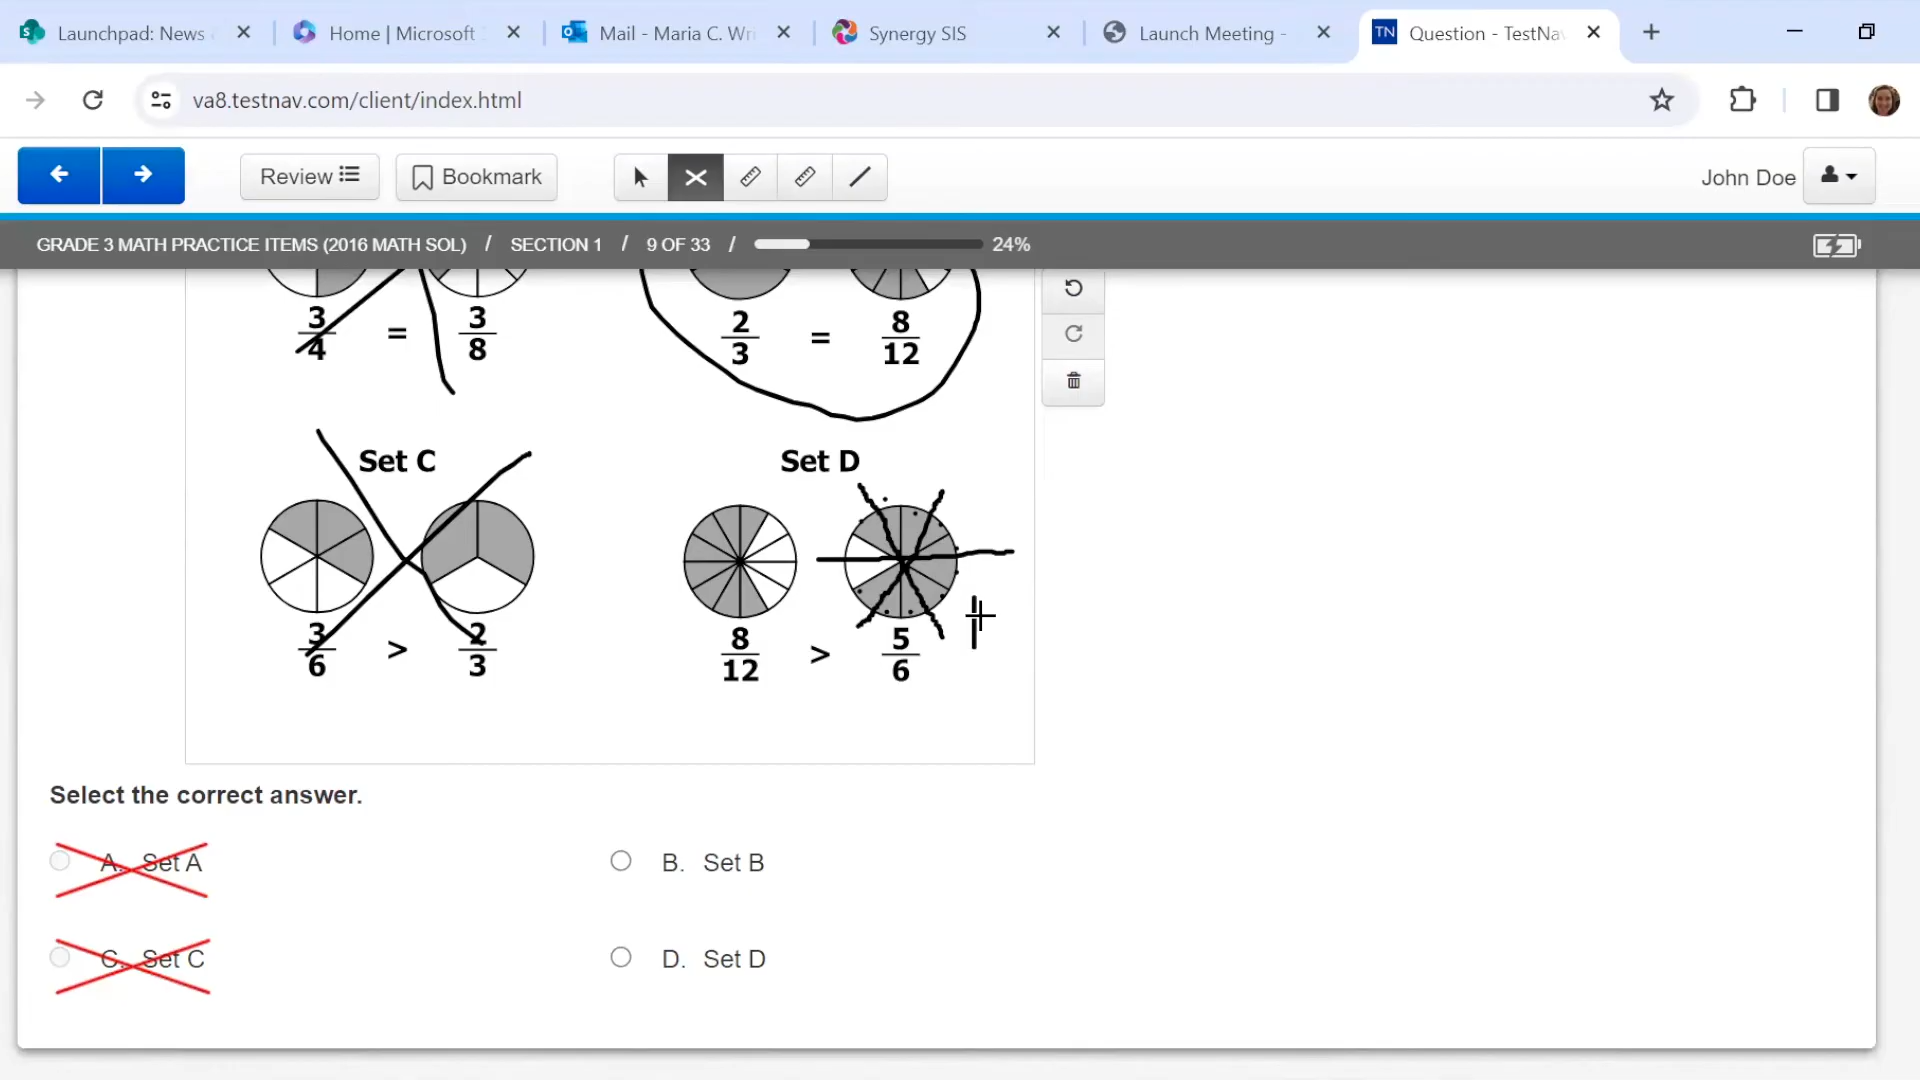 Launchpad: News
Home | Microsoft
Mail - Maria C. Wri
Synergy SIS
Launch Meeting -
TN Question - TestNav
va8.testnav.com/client/index.html
Review
Bookmark
John Doe
GRADE 3 MATH PRACTICE ITEMS (2016 MATH SOL) / SECTION 1 / 9 OF 33 / 24%
3/4 = 3/8
2/3 = 8/12
Set C
Set D
3/6 > 2/3
8/12 > 5/6
Select the correct answer.
A. Set A
B. Set B
C. Set C
D. Set D